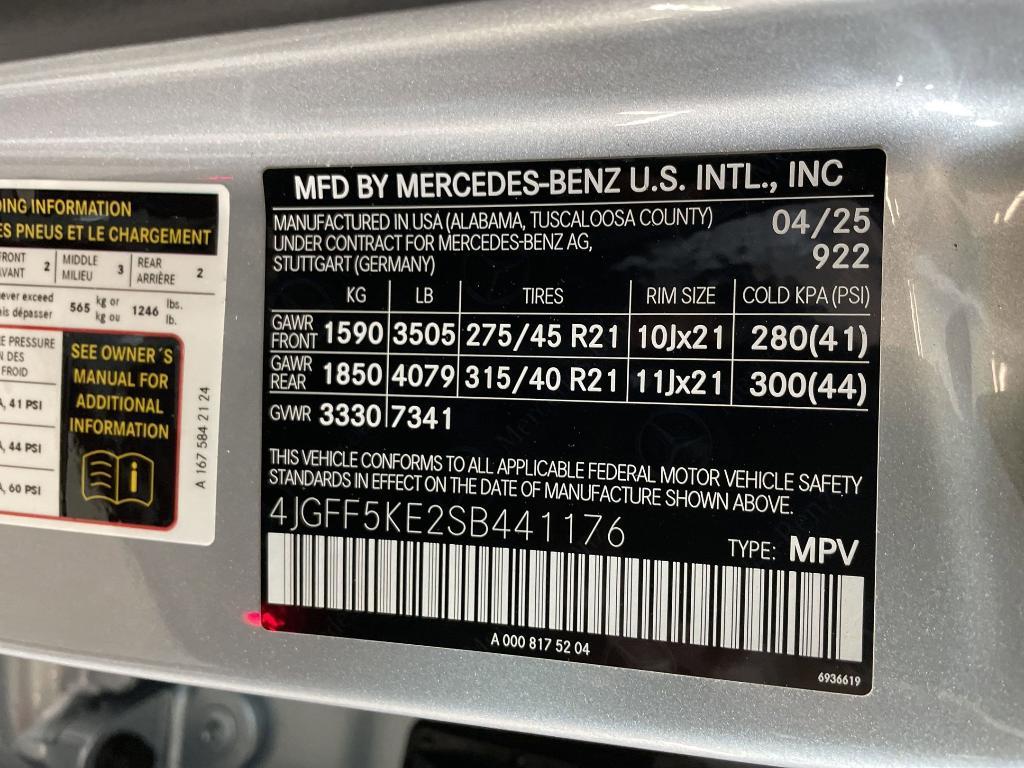 DING INFORMATION
ES PNEUS ET LE CHARGEMENT
FRONT 2 MIDDLE 3 REAR 2
AVANT MILIEU ARRIÈRE
never exceed 565 kg or 1246 lbs.
ais dépasser kg ou lb.
E PRESSURE
N DES
FROID
, 41 PSI
, 44 PSI
, 60 PSI
SEE OWNER´S
MANUAL FOR
ADDITIONAL
INFORMATION
i
A 167 584 21 24
MFD BY MERCEDES-BENZ U.S. INTL., INC
MANUFACTURED IN USA (ALABAMA, TUSCALOOSA COUNTY) 04/25
UNDER CONTRACT FOR MERCEDES-BENZ AG, 922
STUTTGART (GERMANY)
KG LB TIRES RIM SIZE COLD KPA (PSI)
GAWR FRONT 1590 3505 275/45 R21 10Jx21 280(41)
GAWR REAR 1850 4079 315/40 R21 11Jx21 300(44)
GVWR 3330 7341
THIS VEHICLE CONFORMS TO ALL APPLICABLE FEDERAL MOTOR VEHICLE SAFETY
STANDARDS IN EFFECT ON THE DATE OF MANUFACTURE SHOWN ABOVE.
4JGFF5KE2SB441176
TYPE: MPV
A 000 817 52 04
6936619